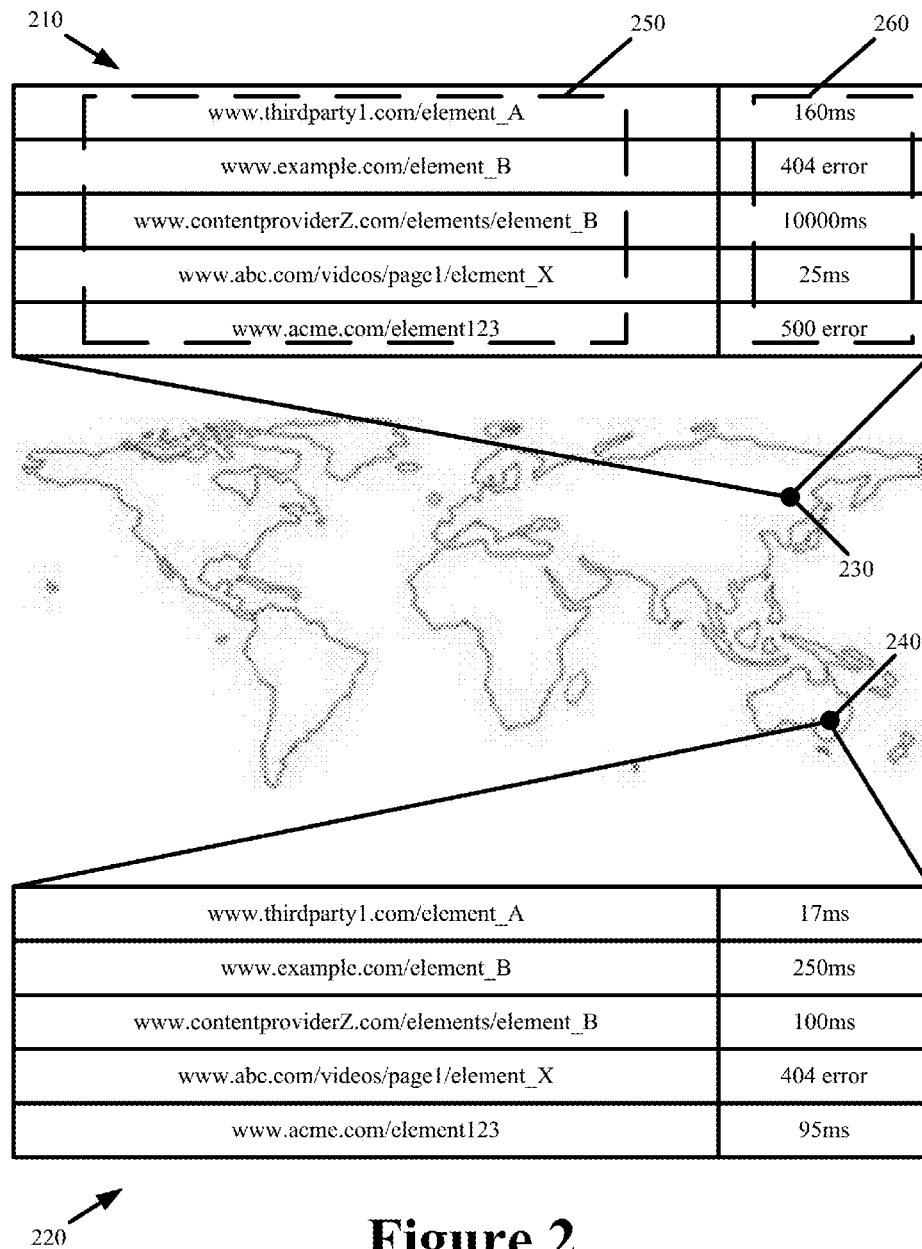 210
250
260
www.thirdparty1.com/element_A 160ms
www.example.com/element_B 404 error
www.contentproviderZ.com/elements/element_B 10000ms
www.abc.com/videos/page1/element_X 25ms
www.acme.com/element123 500 error
230
240
www.thirdparty1.com/element_A 17ms
www.example.com/element_B 250ms
www.contentproviderZ.com/elements/element_B 100ms
www.abc.com/videos/page1/element_X 404 error
www.acme.com/element123 95ms
220
Figure 2